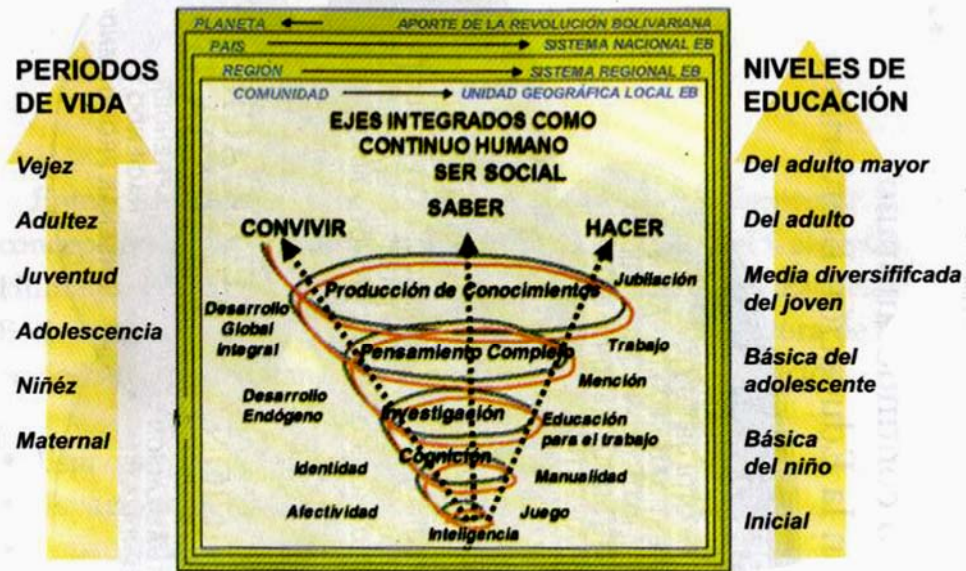 PLANETA APORTE DE LA REVOLUCIÓN BOLIVARIANA
PAIS SISTEMA NACIONAL EB
REGIÓN SISTEMA REGIONAL EB
COMUNIDAD UNIDAD GEOGRÁFICA LOCAL EB
PERIODOS
DE VIDA
Vejez
Adultez
Juventud
Adolescencia
Niñéz
Maternal
EJES INTEGRADOS COMO
CONTINUO HUMANO
SER SOCIAL
SABER
CONVIVIR
HACER
Producción de Conocimientos
Jubilación
Desarrollo
Global
Integral
Pensamiento Complejo
Trabajo
Mención
Desarrollo
Endógeno
Investigación
Educación
para el trabajo
Cognición
Identidad
Manualidad
Afectividad
Juego
Inteligencia
NIVELES DE
EDUCACIÓN
Del adulto mayor
Del adulto
Media diversififcada
del joven
Básica del
adolescente
Básica
del niño
Inicial